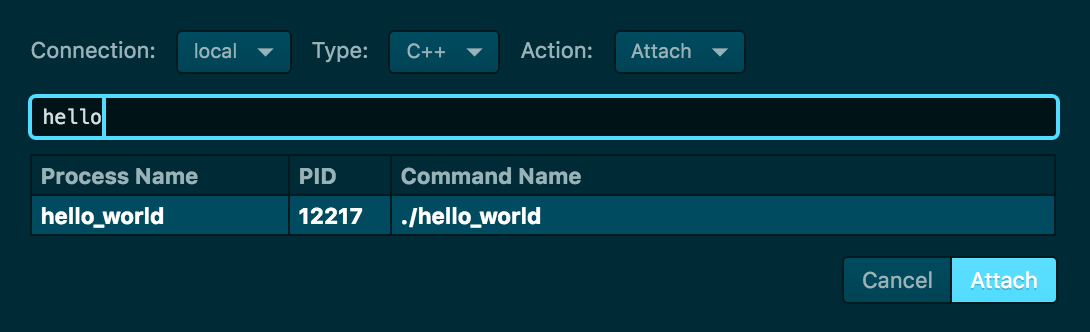 Connection: local Type: C++ Action: Attach
hello
Process Name PID Command Name
hello_world 12217 ./hello_world
Cancel Attach